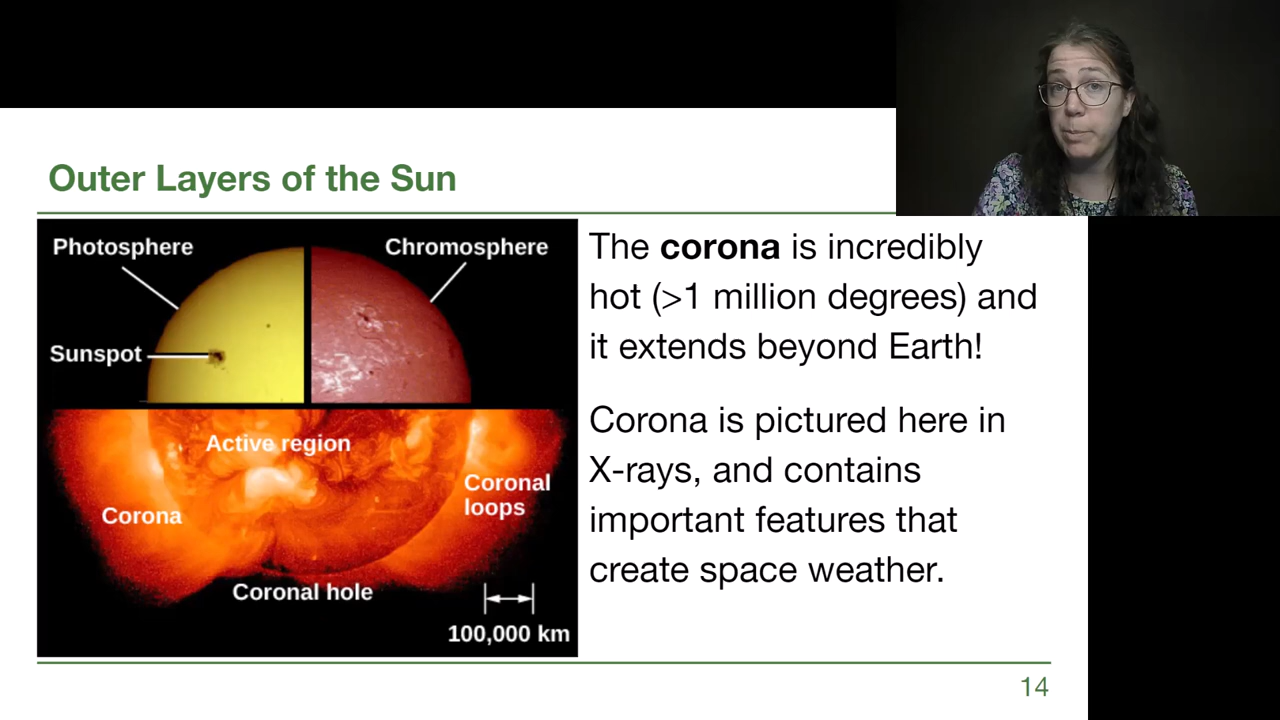 Outer Layers of the Sun
Photosphere
Chromosphere
Sunspot
Active region
Corona
Coronal
loops
Coronal hole
100,000 km
The corona is incredibly
hot (>1 million degrees) and
it extends beyond Earth!
Corona is pictured here in
X-rays, and contains
important features that
create space weather.
14